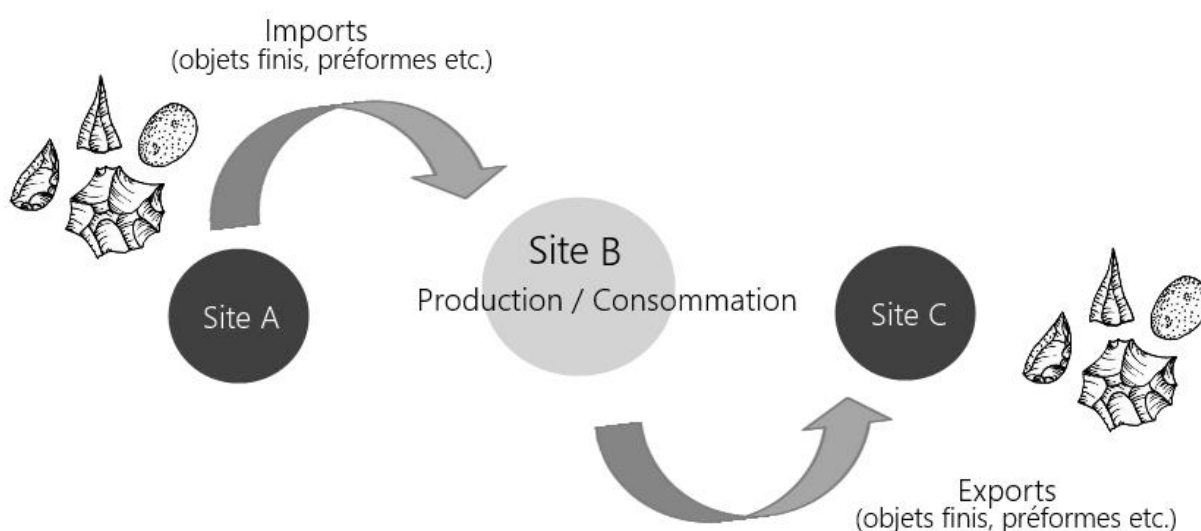 Imports
(objets finis, préformes etc.)
Site B
Production / Consommation
Site A
Site C
Exports
(objets finis, préformes etc.)